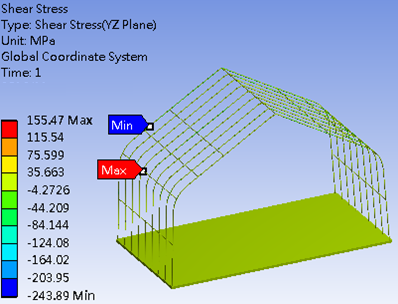 Shear Stress
Type: Shear Stress(YZ Plane)
Unit: MPa
Global Coordinate System
Time: 1
155.47 Max
115.54
75.599
35.663
-4.2726
-44.209
-84.144
-124.08
-164.02
-203.95
-243.89 Min
Min
Max